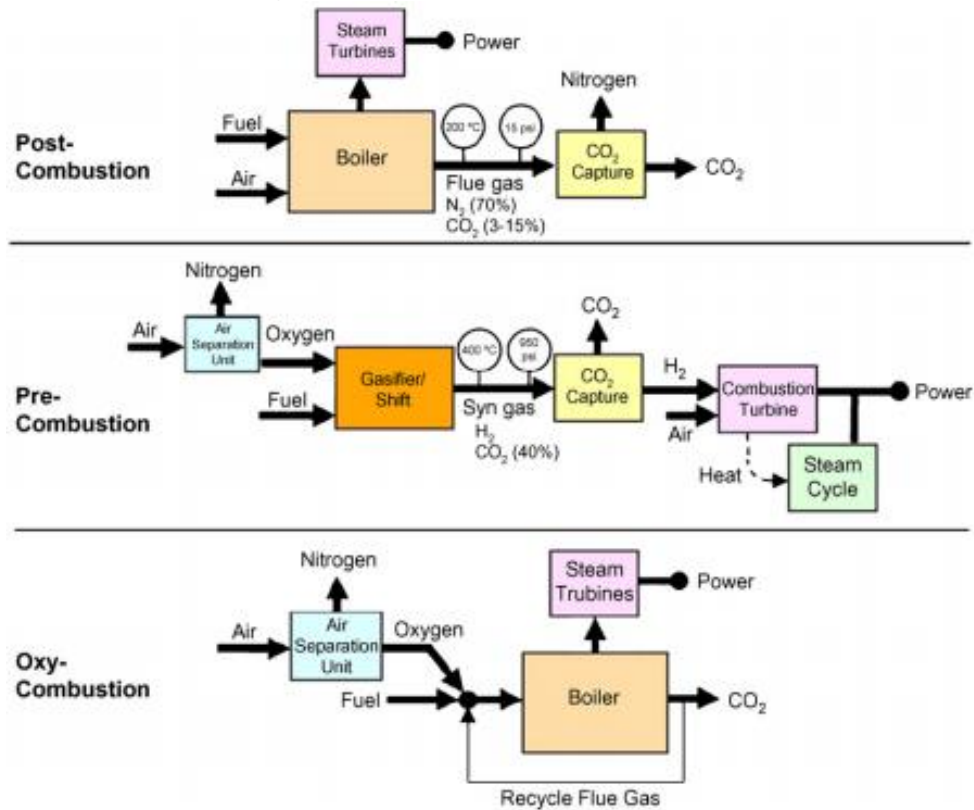 Steam
Turbines
Power
Nitrogen
Fuel
Post-
Combustion
Boiler
200 ºC
15 psi
CO₂
Capture
CO₂
Air
Flue gas
N₂ (70%)
CO₂ (3-15%)
Nitrogen
CO₂
Air
Air
Separation
Unit
Oxygen
400 ºC
950
psi
H₂
Pre-
Combustion
Gasifier/
Shift
CO₂
Capture
Combustion
Turbine
Power
Fuel
Syn gas
H₂
CO₂ (40%)
Air
Heat
Steam
Cycle
Nitrogen
Steam
Trubines
Power
Air
Air
Separation
Unit
Oxygen
Oxy-
Combustion
Fuel
Boiler
CO₂
Recycle Flue Gas